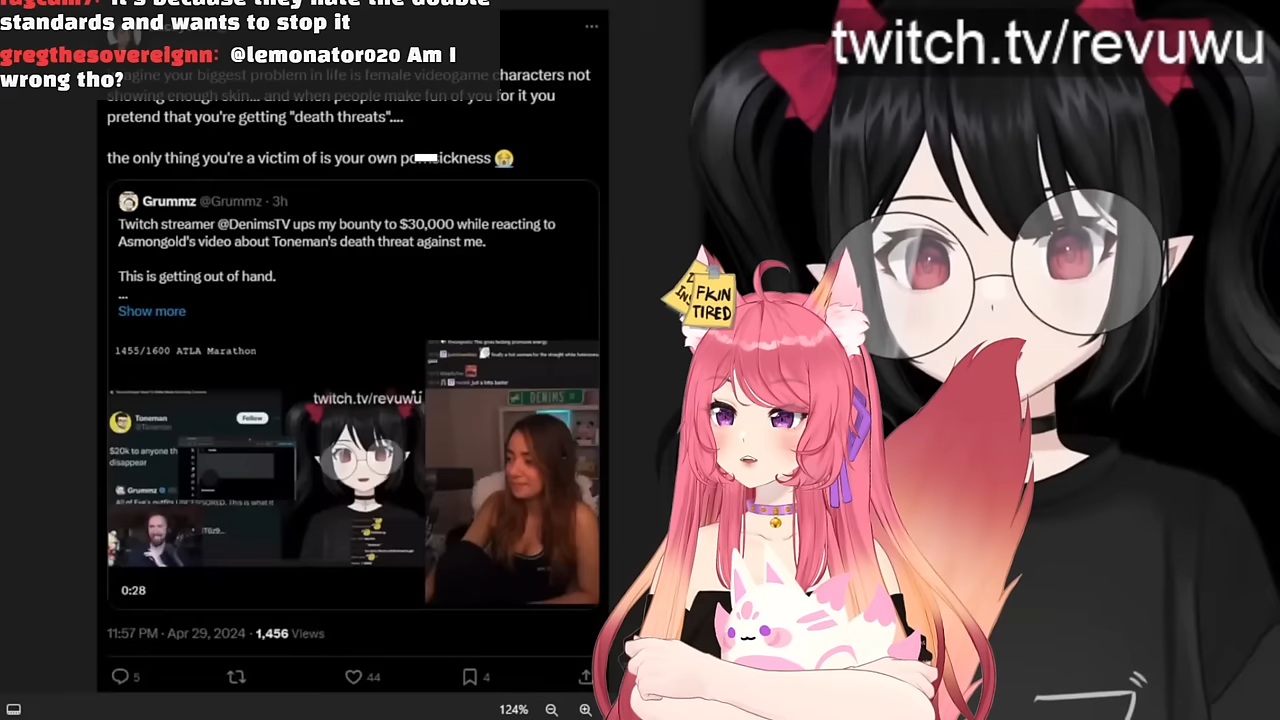 standards and wants to stop it
gregthesovereignn: @lemonator020 Am I
wrong tho?
twitch.tv/revuwu
agine your biggest problem in life is female videogame characters not
showing enough skin... and when people make fun of you for it you
pretend that you're getting "death threats"....
the only thing you're a victim of is your own po sickness 😭
Grummz @Grummz · 3h
Twitch streamer @DenimsTV ups my bounty to $30,000 while reacting to
Asmongold's video about Toneman's death threat against me.
This is getting out of hand.
...
Show more
1455/1600 ATLA Marathon
DENIMS
twitch.tv/revuwu
Toneman
Follow
$20k to anyone th
disappear
Grummz
0:28
11:57 PM · Apr 29, 2024 · 1,456 Views
5
44
4
124%
FKIN
TIRED